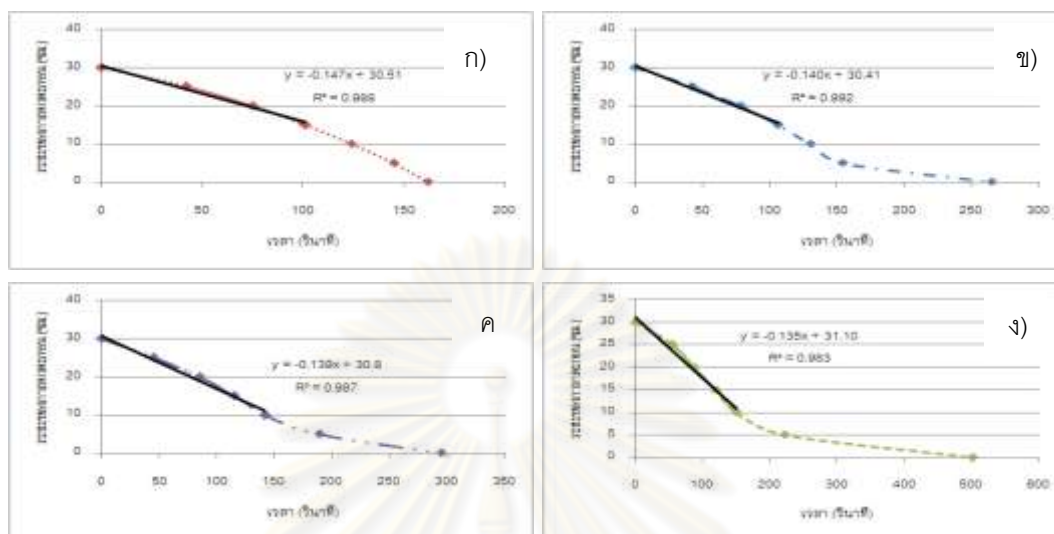 ก)
40
30
20
10
0
y = -0.147x + 30.51
R² = 0.989
0 50 100 150 200
เวลา (วินาที)
ข)
40
30
20
10
0
y = -0.140x + 30.41
R² = 0.992
0 50 100 150 200 250 300
เวลา (วินาที)
ค
40
30
20
10
0
y = -0.139x + 30.8
R² = 0.987
0 50 100 150 200 250 300 350
เวลา (วินาที)
ง)
35
30
25
20
15
10
5
0
y = -0.135x + 31.10
R² = 0.983
0 100 200 300 400 500 600
เวลา (วินาที)